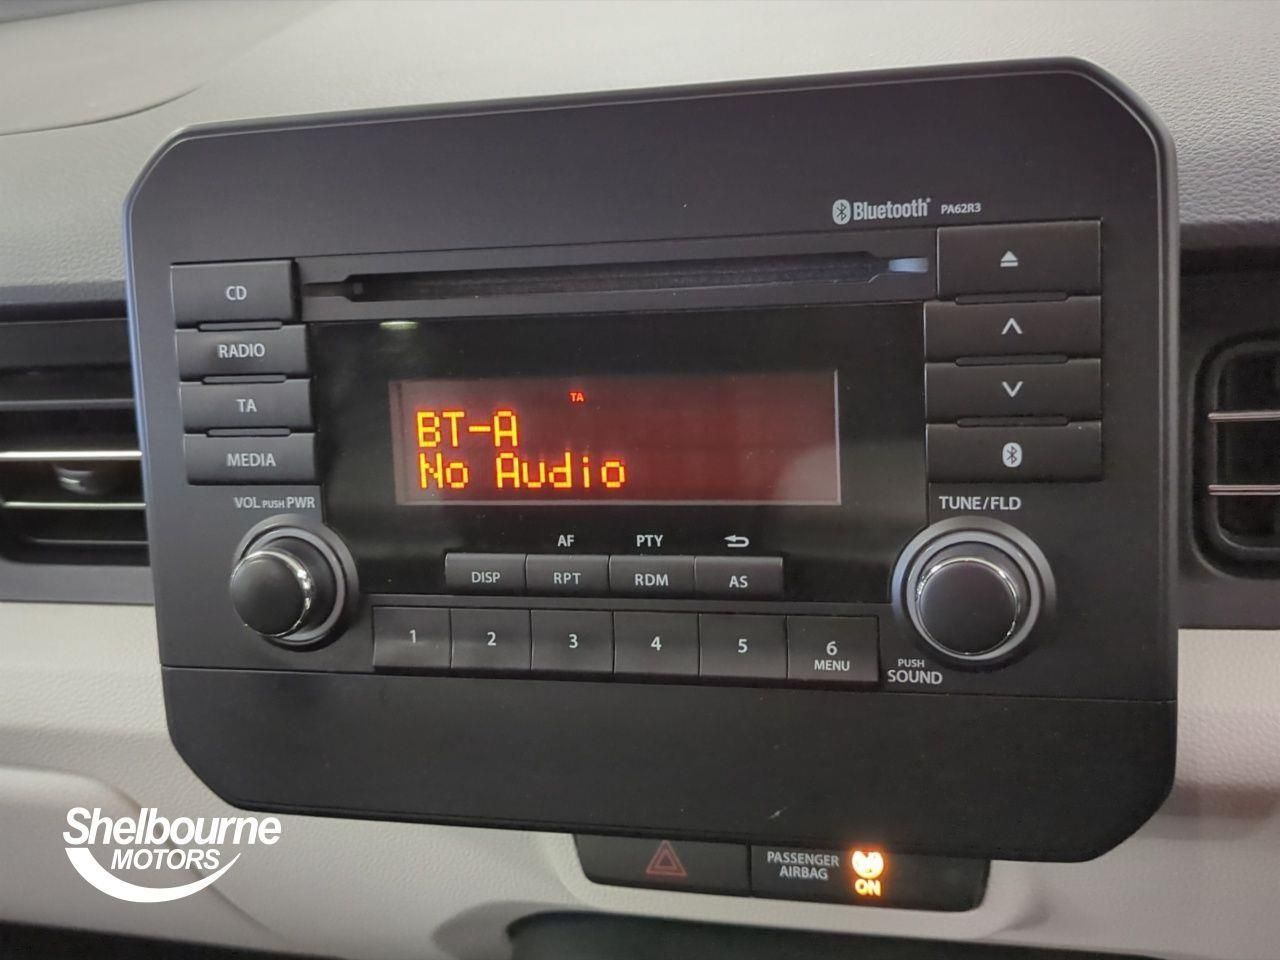 Bluetooth® PA62R3
CD
RADIO
TA
MEDIA
TA
BT-A
No Audio
VOL PUSH PWR
TUNE/FLD
AF PTY
DISP RPT RDM AS
1 2 3 4 5 6
MENU
PUSH
SOUND
PASSENGER
AIRBAG
ON
Shelbourne
MOTORS